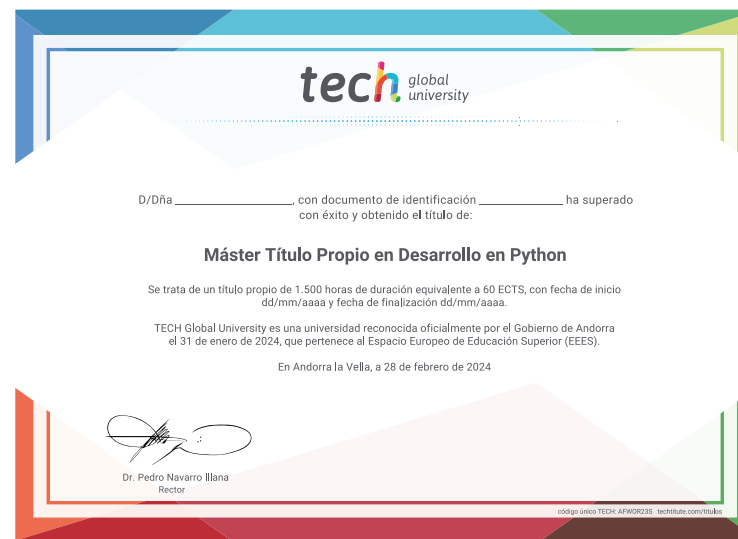 tech global university
D/Dña ______________________, con documento de identificación ________________ ha superado
con éxito y obtenido el título de:
Máster Título Propio en Desarrollo en Python
Se trata de un título propio de 1.500 horas de duración equivalente a 60 ECTS, con fecha de inicio
dd/mm/aaaa y fecha de finalización dd/mm/aaaa.
TECH Global University es una universidad reconocida oficialmente por el Gobierno de Andorra
el 31 de enero de 2024, que pertenece al Espacio Europeo de Educación Superior (EEES).
En Andorra la Vella, a 28 de febrero de 2024
Dr. Pedro Navarro Illana
Rector
código único TECH: AFWOR23S techtitute.com/titulos